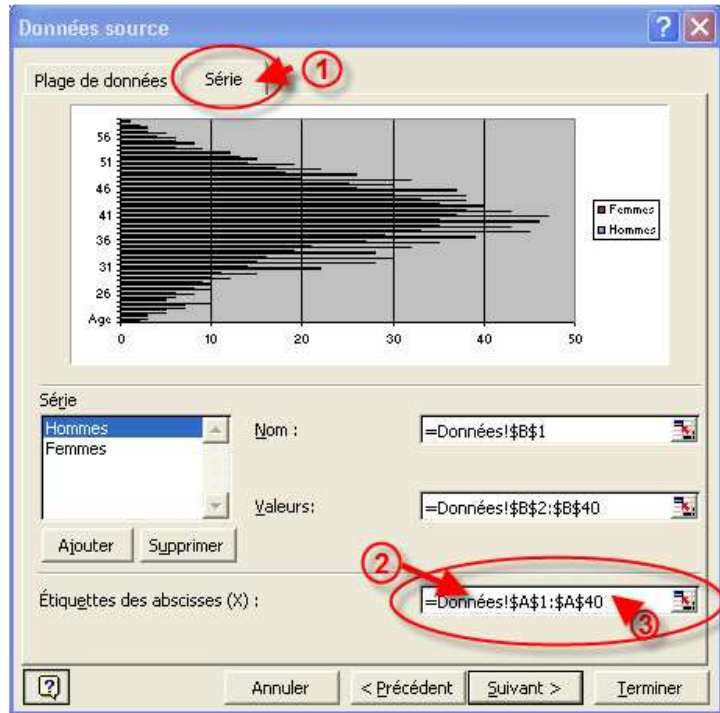 Données source
Plage de données Série 1
56
51
46
41
36
31
26
Age
0 10 20 30 40 50
Femmes
Hommes
Série
Hommes
Femmes
Nom : =Données!$B$1
Valeurs: =Données!$B$2:$B$40
Ajouter Supprimer
2
Étiquettes des abscisses (X) : =Données!$A$1:$A$40
3
? Annuler < Précédent Suivant > Terminer